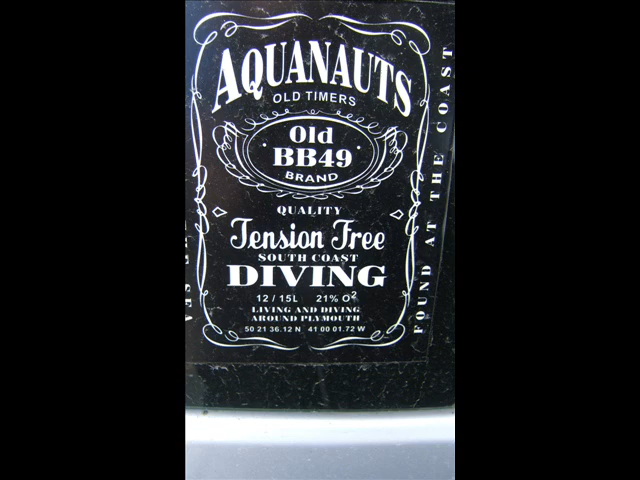 AQUANAUTS
OLD TIMERS
Old
BB49
BRAND
QUALITY
Tension Free
SOUTH COAST
DIVING
12 / 15L 21% O2
LIVING AND DIVING
AROUND PLYMOUTH
50 21 36.12 N 41 00 01.72 W
FOUND AT THE COAST
SEA